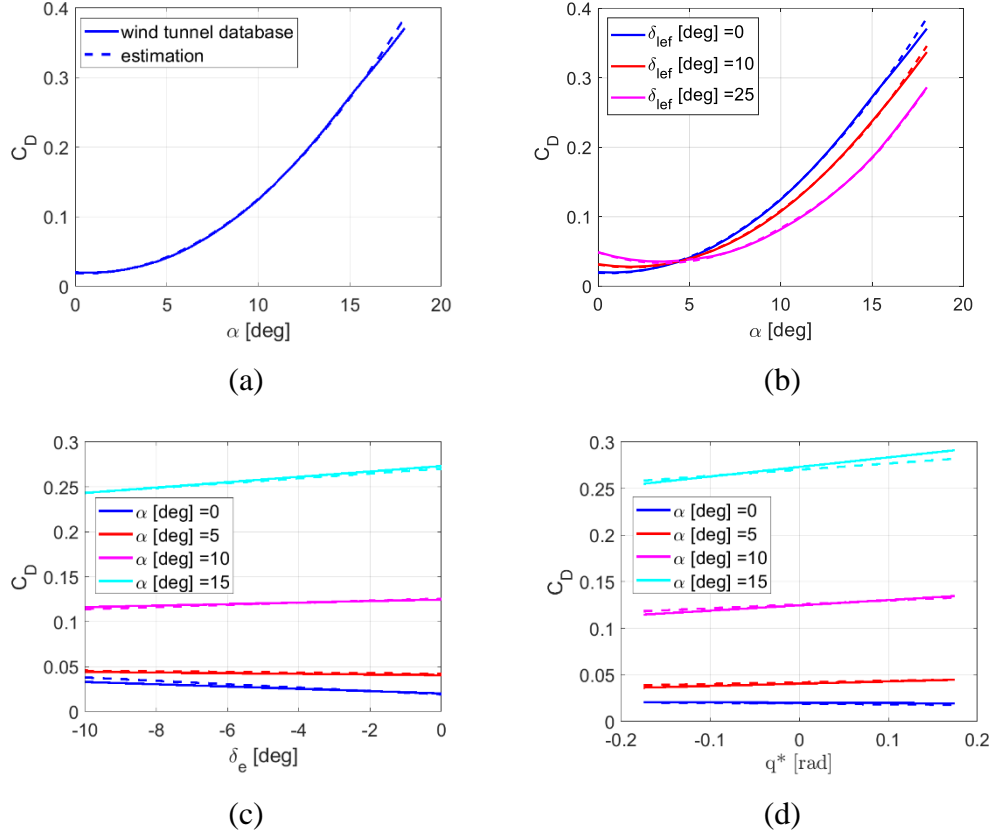 0.4
0.3
0.2
0.1
0
C_D
wind tunnel database
estimation
0 5 10 15 20
α [deg]
(a)
0.4
0.3
0.2
0.1
0
C_D
δ_lef [deg] =0
δ_lef [deg] =10
δ_lef [deg] =25
0 5 10 15 20
α [deg]
(b)
0.3
0.25
0.2
0.15
0.1
0.05
0
C_D
α [deg] =0
α [deg] =5
α [deg] =10
α [deg] =15
-10 -8 -6 -4 -2 0
δ_e [deg]
(c)
0.3
0.25
0.2
0.15
0.1
0.05
0
C_D
α [deg] =0
α [deg] =5
α [deg] =10
α [deg] =15
-0.2 -0.1 0 0.1 0.2
q* [rad]
(d)